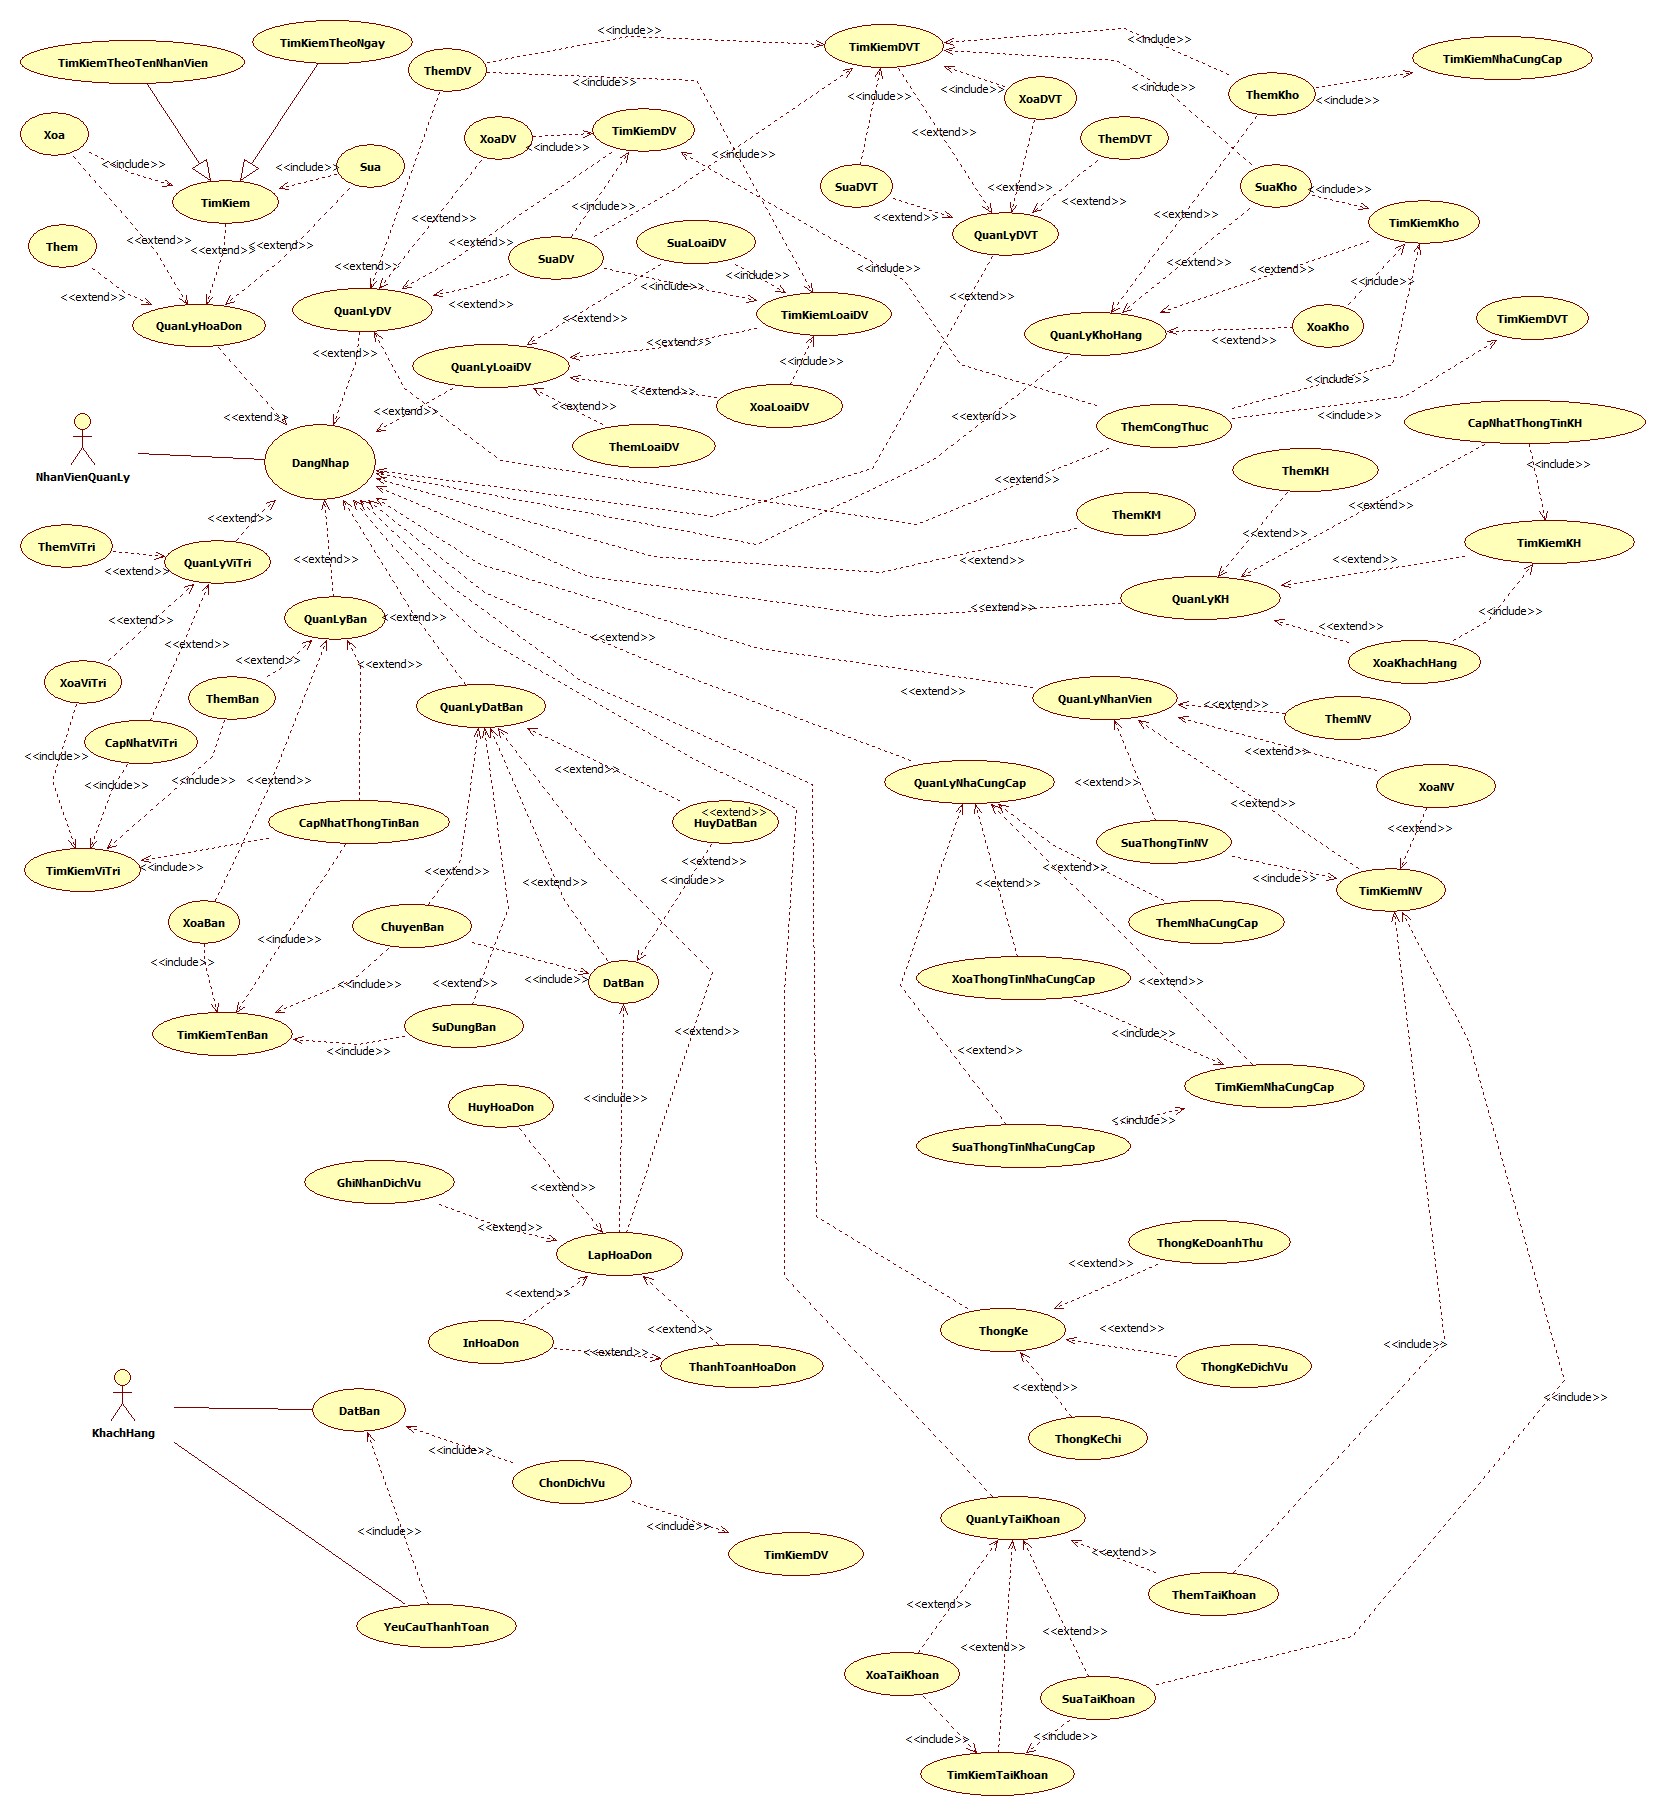 <<include>>
TimKiemTheoNgay
TimKiemDVT
<<include>>
TimKiemTheoTenNhanVien
ThemDV
TimKiemNhaCungCap
<<include>>
<<include>>
<<include>>
<<include>>
ThemKho
<<include>>
XoaDVT
<<include>>
Xoa
XoaDV
TimKiemDV
<<extend>>
ThemDVT
<<include>>
<<include>>
<<include>>
<<include>>
Sua
SuaDVT
<<extend>>
SuaKho
<<include>>
TimKiem
<<include>>
<<extend>>
<<extend>>
<<extend>>
<<extend>>
TimKiemKho
Them
<<extend>>
<<extend>>
<<extend>>
<<extend>>
SuaLoaiDV
QuanLyDVT
SuaDV
<<extend>>
<<include>>
<<include>>
<<extend>>
<<include>>
<<include>>
<<extend>>
<<extend>>
<<extend>>
QuanLyDV
TimKiemLoaiDV
<<extend>>
TimKiemDVT
QuanLyHoaDon
XoaKho
QuanLyKhoHang
<<extend>>
<<extend>>
<<extend>>
<<include>>
QuanLyLoaiDV
<<include>>
<<extend>>
XoaLoaiDV
<<extend>>
<<extend>>
<<extend>>
<<extend>>
<<include>>
ThemCongThuc
CapNhatThongTinKH
ThemLoaiDV
DangNhap
<<include>>
ThemKH
NhanVienQuanLy
<<extend>>
<<extend>>
ThemKM
<<extend>>
ThemViTri
TimKiemKH
QuanLyViTri
<<extend>>
<<extend>>
<<extend>>
<<extend>>
QuanLyKH
<<extend>>
<<include>>
QuanLyBan
<<extend>>
<<extend>>
<<extend>>
<<extend>>
<<extend>>
<<extend>>
<<extend>>
XoaKhachHang
XoaViTri
<<extend>>
ThemBan
QuanLyNhanVien
QuanLyDatBan
<<extend>>
ThemNV
CapNhatViTri
<<extend>>
<<include>>
<<extend>>
<<include>>
<<include>>
<<extend>>
QuanLyNhaCungCap
<<extend>>
XoaNV
<<extend>>
CapNhatThongTinBan
HuyDatBan
<<extend>>
SuaThongTinNV
<<extend>>
<<include>>
<<extend>>
<<extend>>
TimKiemViTri
<<include>>
<<extend>>
<<extend>>
<<include>>
TimKiemNV
XoaBan
ChuyenBan
ThemNhaCungCap
<<include>>
<<include>>
<<include>>
<<extend>>
<<include>>
DatBan
XoaThongTinNhaCungCap
<<extend>>
SuDungBan
TimKiemTenBan
<<extend>>
<<include>>
<<include>>
<<extend>>
TimKiemNhaCungCap
<<include>>
HuyHoaDon
<<include>>
SuaThongTinNhaCungCap
GhiNhanDichVu
<<extend>>
<<extend>>
ThongKeDoanhThu
LapHoaDon
<<extend>>
<<extend>>
<<extend>>
<<extend>>
ThongKe
InHoaDon
<<include>>
<<extend>>
ThanhToanHoaDon
ThongKeDichVu
<<extend>>
<<include>>
DatBan
KhachHang
ThongKeChi
<<include>>
ChonDichVu
QuanLyTaiKhoan
<<include>>
<<include>>
TimKiemDV
<<extend>>
ThemTaiKhoan
<<extend>>
YeuCauThanhToan
<<extend>>
<<extend>>
XoaTaiKhoan
SuaTaiKhoan
<<include>>
<<include>>
TimKiemTaiKhoan